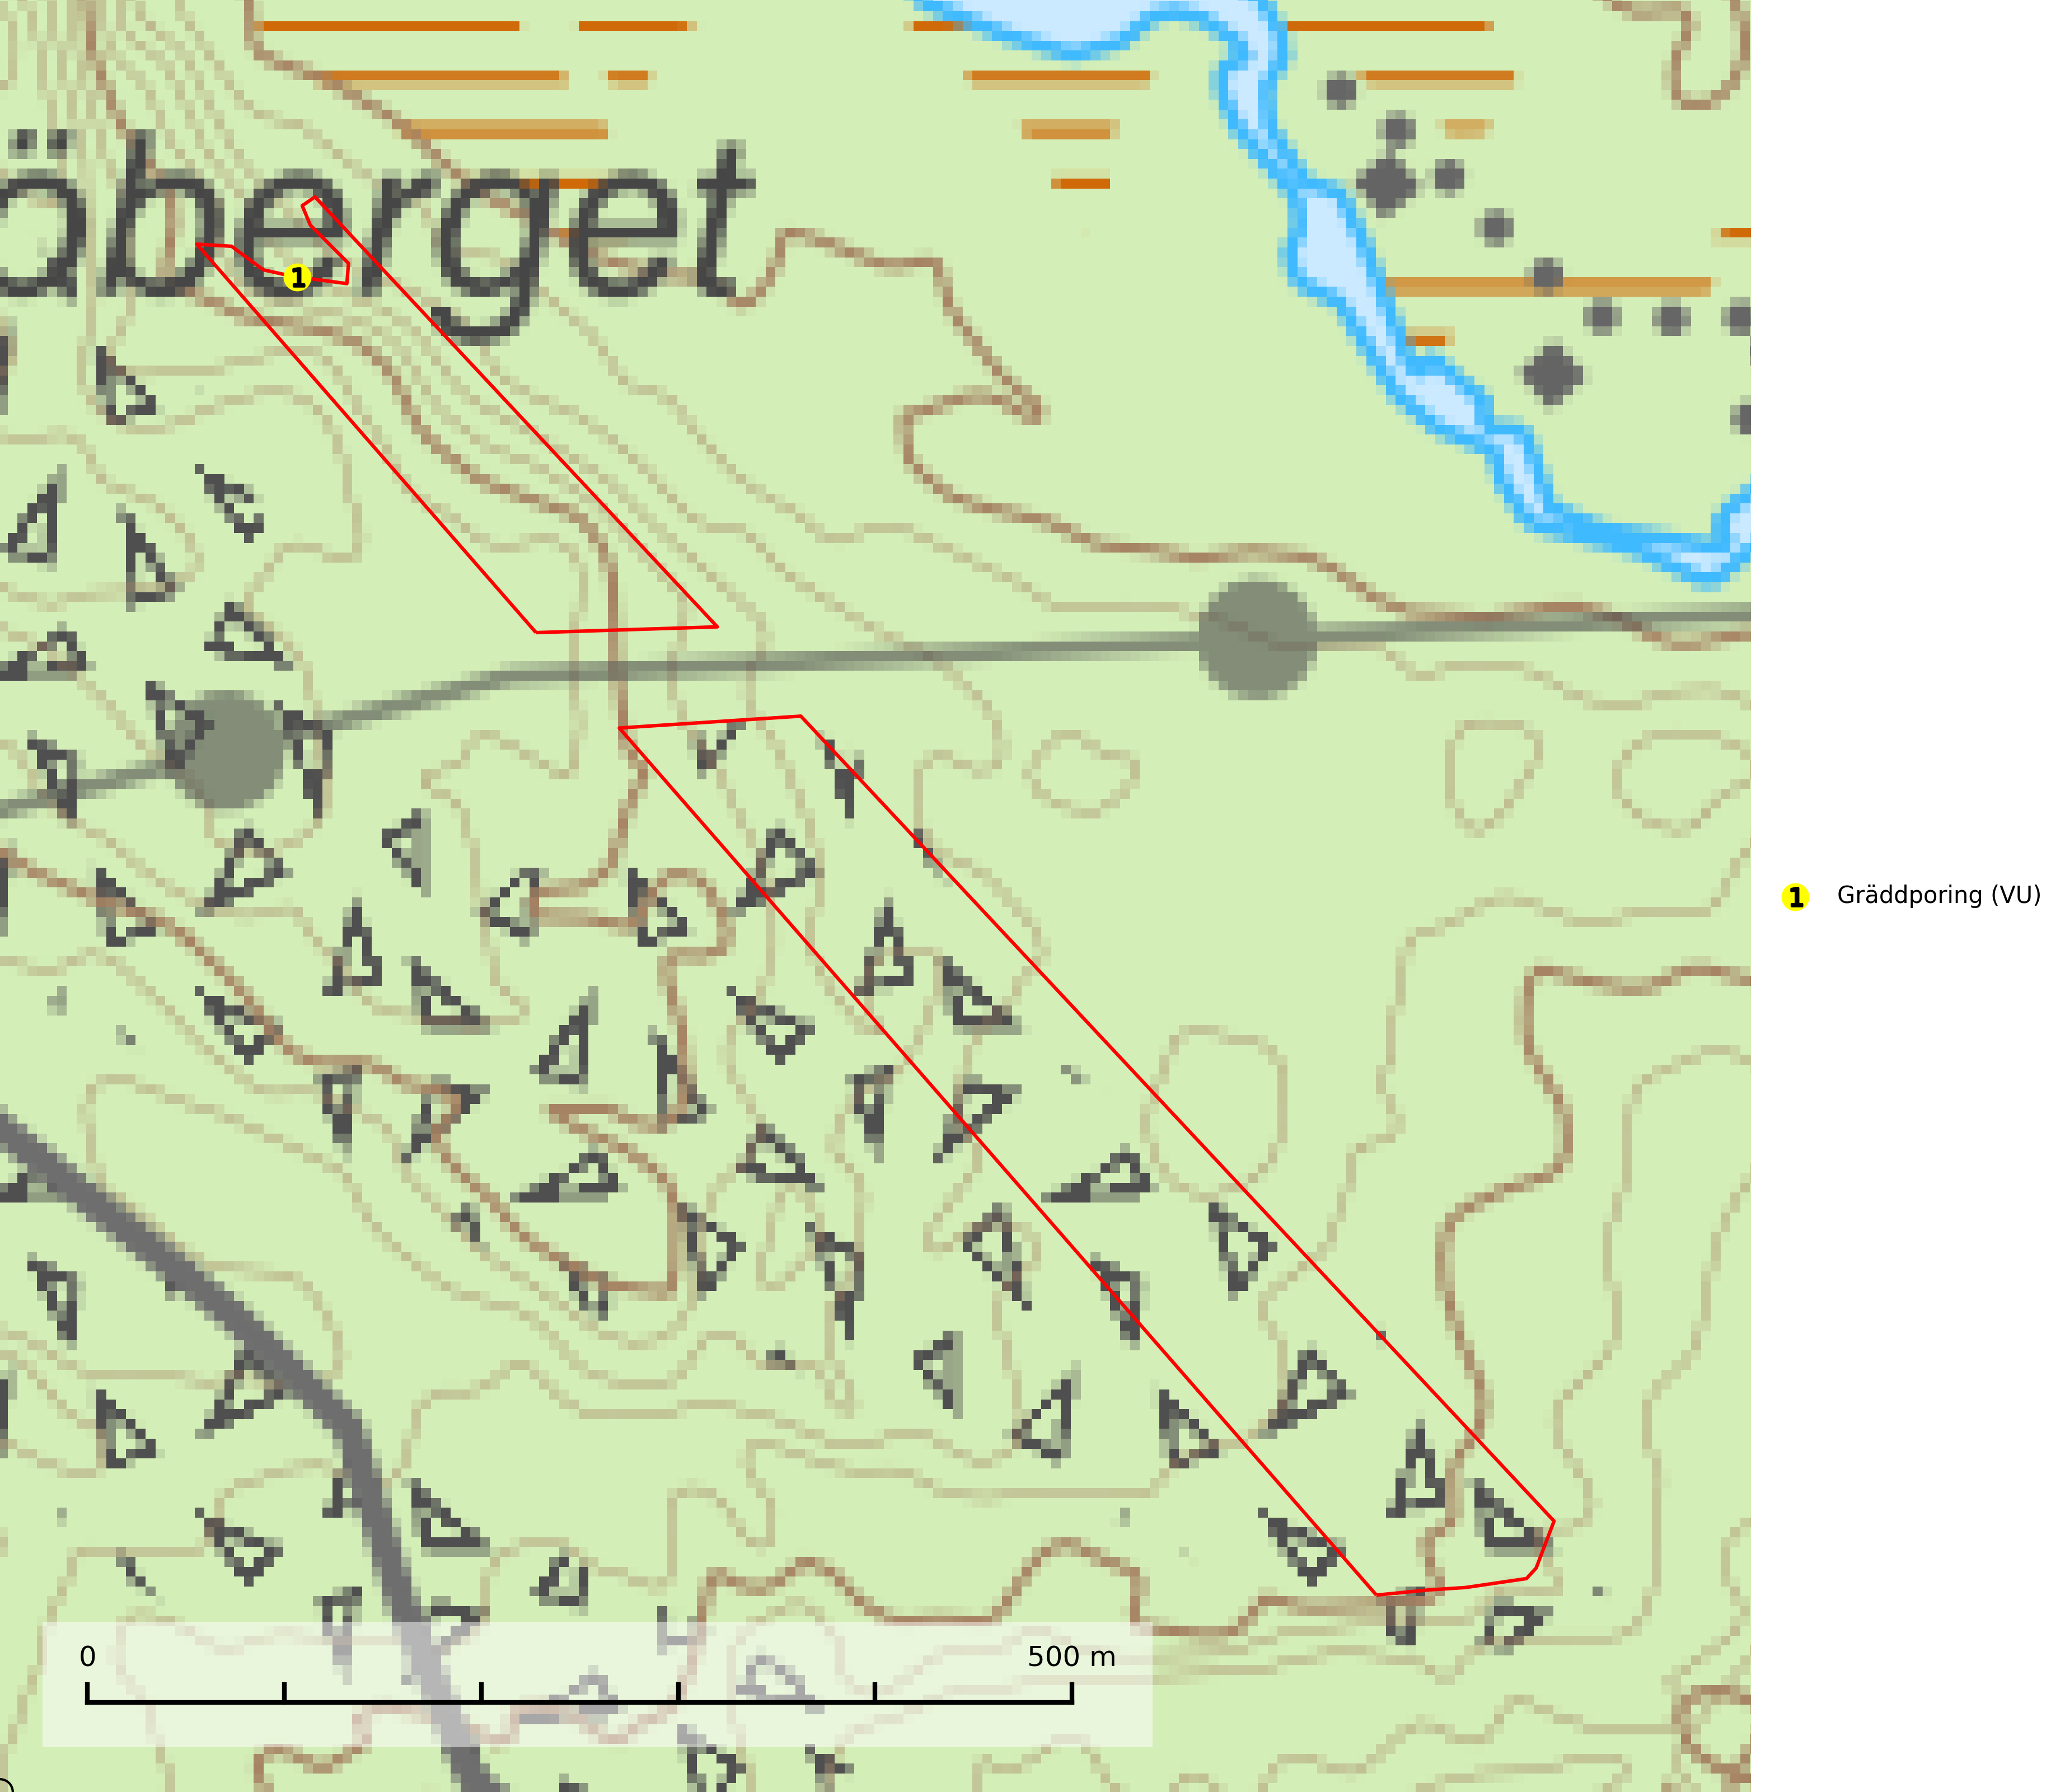 öberget
1
1 Gräddporing (VU)
0 500 m